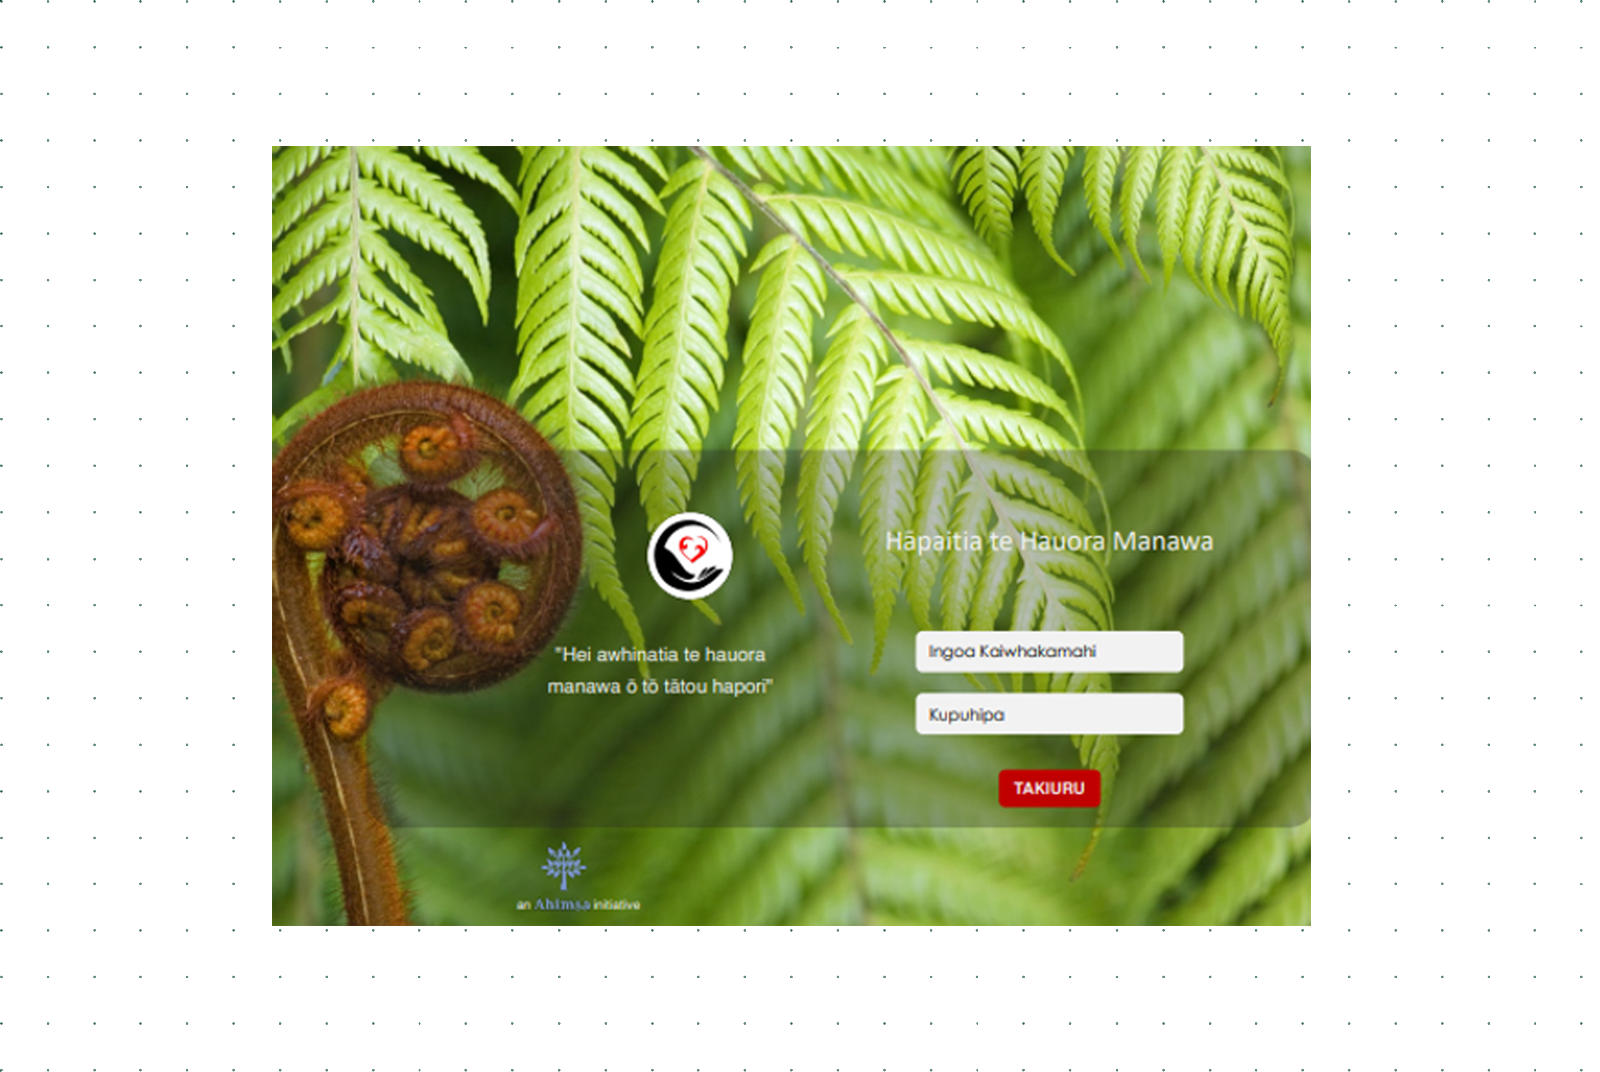 Hāpaitia te Hauora Manawa
"Hei awhinatia te hauora
manawa ō tō tātou hapori"
Ingoa Kaiwhakamahi
Kupuhipa
TAKIURU
an Ahimsa initiative